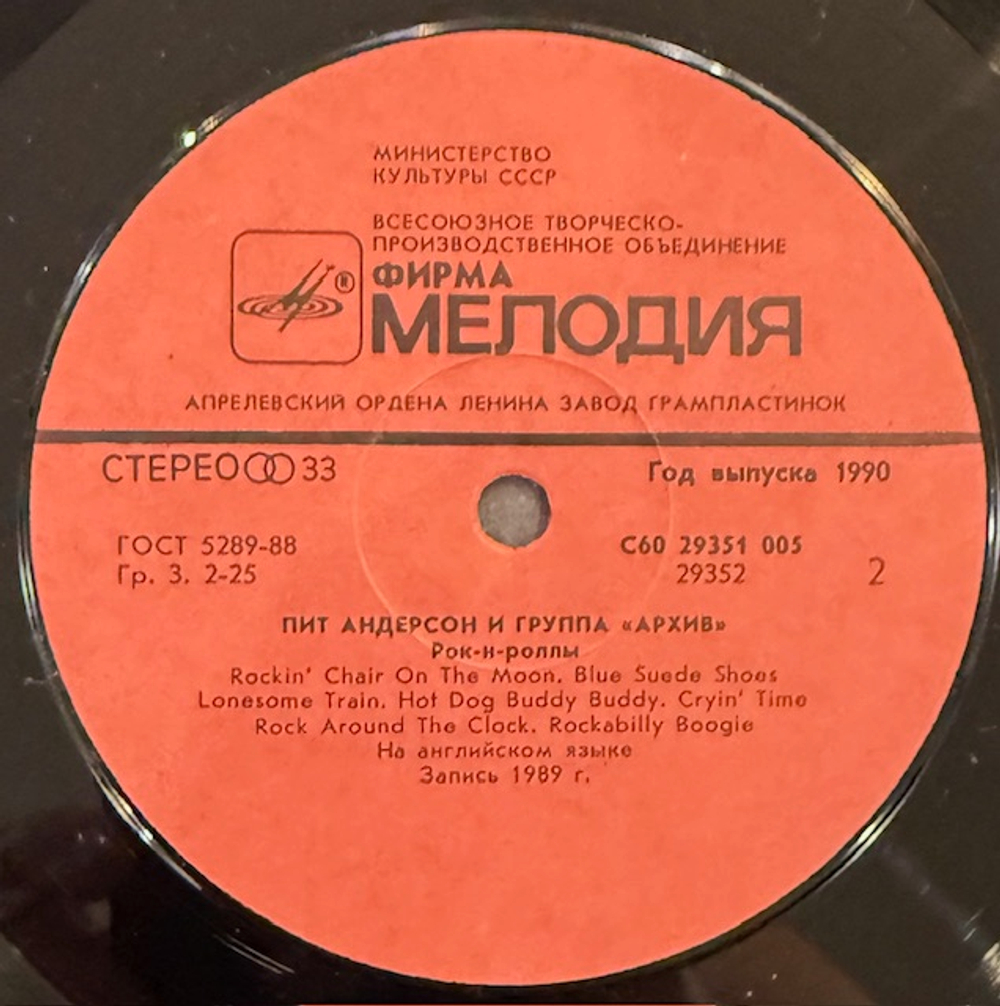 МИНИСТЕРСТВО
КУЛЬТУРЫ СССР
ВСЕСОЮЗНОЕ ТВОРЧЕСКО-
ПРОИЗВОДСТВЕННОЕ ОБЪЕДИНЕНИЕ
ФИРМА
МЕЛОДИЯ
АПРЕЛЕВСКИЙ ОРДЕНА ЛЕНИНА ЗАВОД ГРАМПЛАСТИНОК
СТЕРЕО 33 Год выпуска 1990
ГОСТ 5289-88 С60 29351 005
Гр. 3. 2-25 29352 2
ПИТ АНДЕРСОН И ГРУППА «АРХИВ»
Рок-н-роллы
Rockin' Chair On The Moon. Blue Suede Shoes
Lonesome Train. Hot Dog Buddy Buddy. Cryin' Time
Rock Around The Clock. Rockabilly Boogie
На английском языке
Запись 1989 г.